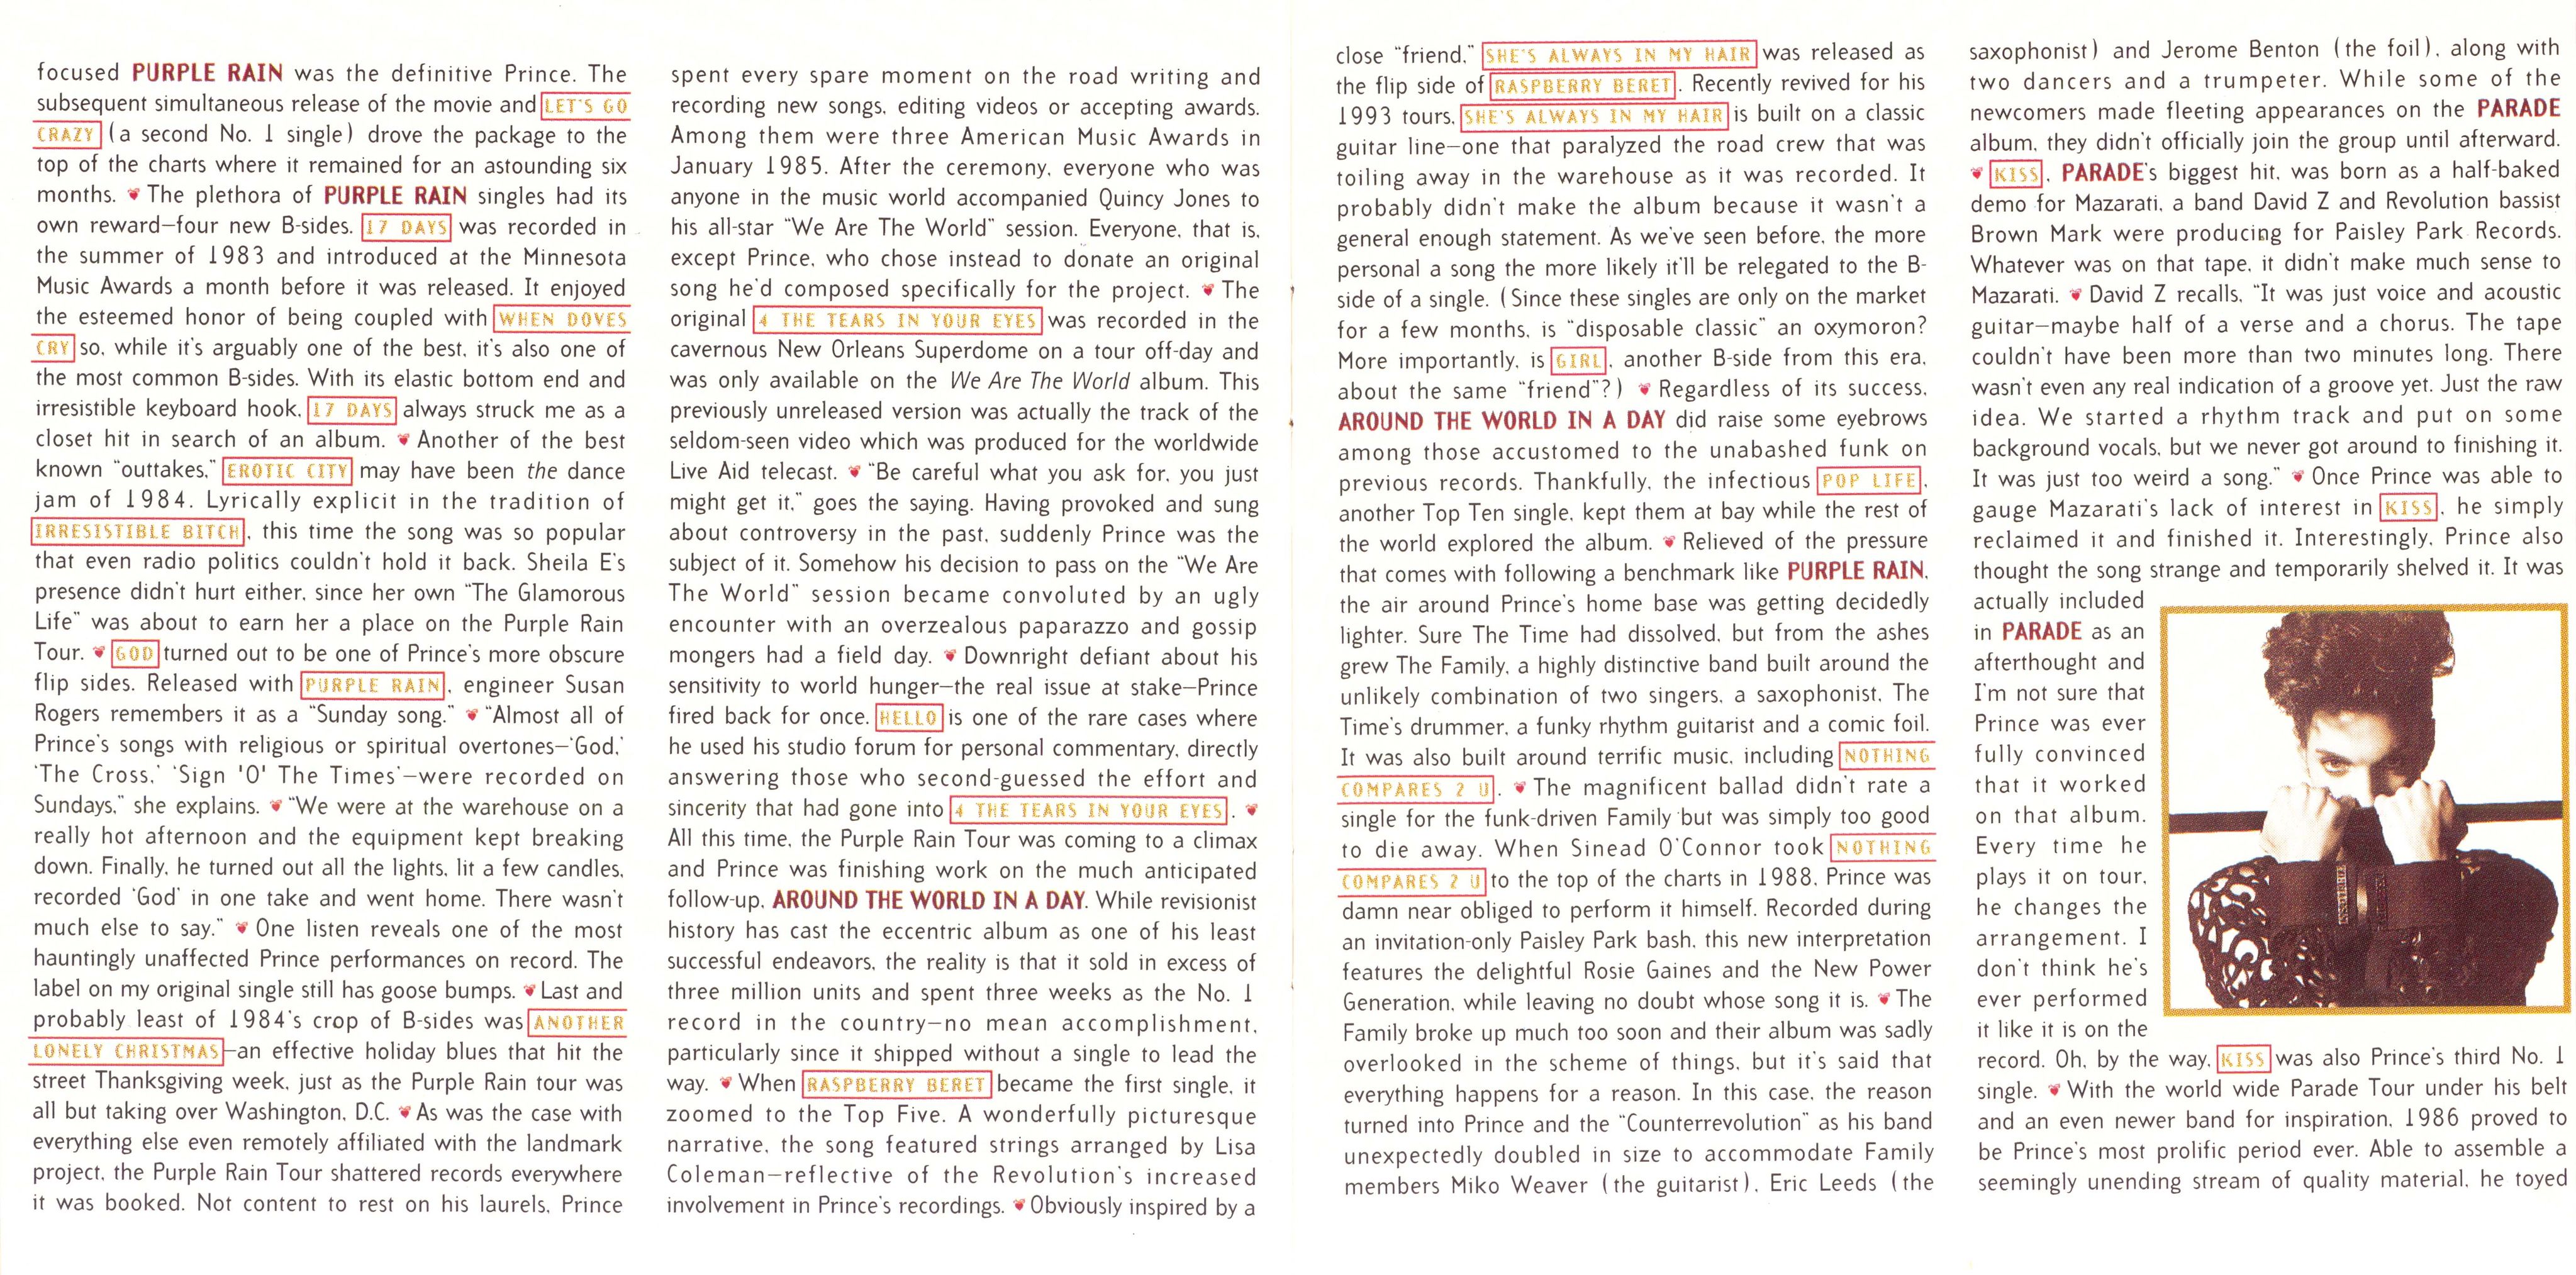 focused PURPLE RAIN was the definitive Prince. The
subsequent simultaneous release of the movie and LET'S GO
CRAZY (a second No. 1 single) drove the package to the
top of the charts where it remained for an astounding six
months. ❤ The plethora of PURPLE RAIN singles had its
own reward—four new B-sides. 17 DAYS was recorded in
the summer of 1983 and introduced at the Minnesota
Music Awards a month before it was released. It enjoyed
the esteemed honor of being coupled with WHEN DOVES
CRY so, while it's arguably one of the best, it's also one of
the most common B-sides. With its elastic bottom end and
irresistible keyboard hook, 17 DAYS always struck me as a
closet hit in search of an album. ❤ Another of the best
known "outtakes," EROTIC CITY may have been the dance
jam of 1984. Lyrically explicit in the tradition of
IRRESISTIBLE BITCH, this time the song was so popular
that even radio politics couldn't hold it back. Sheila E's
presence didn't hurt either, since her own "The Glamorous
Life" was about to earn her a place on the Purple Rain
Tour. ❤ GOD turned out to be one of Prince's more obscure
flip sides. Released with PURPLE RAIN, engineer Susan
Rogers remembers it as a "Sunday song." ❤ "Almost all of
Prince's songs with religious or spiritual overtones—'God,'
'The Cross,' 'Sign 'O' The Times'—were recorded on
Sundays," she explains. ❤ "We were at the warehouse on a
really hot afternoon and the equipment kept breaking
down. Finally, he turned out all the lights, lit a few candles,
recorded 'God' in one take and went home. There wasn't
much else to say." ❤ One listen reveals one of the most
hauntingly unaffected Prince performances on record. The
label on my original single still has goose bumps. ❤ Last and
probably least of 1984's crop of B-sides was ANOTHER
LONELY CHRISTMAS—an effective holiday blues that hit the
street Thanksgiving week, just as the Purple Rain tour was
all but taking over Washington, D.C. ❤ As was the case with
everything else even remotely affiliated with the landmark
project, the Purple Rain Tour shattered records everywhere
it was booked. Not content to rest on his laurels, Prince
spent every spare moment on the road writing and
recording new songs, editing videos or accepting awards.
Among them were three American Music Awards in
January 1985. After the ceremony, everyone who was
anyone in the music world accompanied Quincy Jones to
his all-star "We Are The World" session. Everyone, that is,
except Prince, who chose instead to donate an original
song he'd composed specifically for the project. ❤ The
original 4 THE TEARS IN YOUR EYES was recorded in the
cavernous New Orleans Superdome on a tour off-day and
was only available on the We Are The World album. This
previously unreleased version was actually the track of the
seldom-seen video which was produced for the worldwide
Live Aid telecast. ❤ "Be careful what you ask for, you just
might get it," goes the saying. Having provoked and sung
about controversy in the past, suddenly Prince was the
subject of it. Somehow his decision to pass on the "We Are
The World" session became convoluted by an ugly
encounter with an overzealous paparazzo and gossip
mongers had a field day. ❤ Downright defiant about his
sensitivity to world hunger—the real issue at stake—Prince
fired back for once. HELLO is one of the rare cases where
he used his studio forum for personal commentary, directly
answering those who second-guessed the effort and
sincerity that had gone into 4 THE TEARS IN YOUR EYES. ❤
All this time, the Purple Rain Tour was coming to a climax
and Prince was finishing work on the much anticipated
follow-up, AROUND THE WORLD IN A DAY. While revisionist
history has cast the eccentric album as one of his least
successful endeavors, the reality is that it sold in excess of
three million units and spent three weeks as the No. 1
record in the country—no mean accomplishment,
particularly since it shipped without a single to lead the
way. ❤ When RASPBERRY BERET became the first single, it
zoomed to the Top Five. A wonderfully picturesque
narrative, the song featured strings arranged by Lisa
Coleman—reflective of the Revolution's increased
involvement in Prince's recordings. ❤ Obviously inspired by a
close "friend," SHE'S ALWAYS IN MY HAIR was released as
the flip side of RASPBERRY BERET. Recently revived for his
1993 tours, SHE'S ALWAYS IN MY HAIR is built on a classic
guitar line—one that paralyzed the road crew that was
toiling away in the warehouse as it was recorded. It
probably didn't make the album because it wasn't a
general enough statement. As we've seen before, the more
personal a song the more likely it'll be relegated to the B-
side of a single. (Since these singles are only on the market
for a few months, is "disposable classic" an oxymoron?
More importantly, is GIRL, another B-side from this era,
about the same "friend"?) ❤ Regardless of its success,
AROUND THE WORLD IN A DAY did raise some eyebrows
among those accustomed to the unabashed funk on
previous records. Thankfully, the infectious POP LIFE,
another Top Ten single, kept them at bay while the rest of
the world explored the album. ❤ Relieved of the pressure
that comes with following a benchmark like PURPLE RAIN,
the air around Prince's home base was getting decidedly
lighter. Sure The Time had dissolved, but from the ashes
grew The Family, a highly distinctive band built around the
unlikely combination of two singers, a saxophonist, The
Time's drummer, a funky rhythm guitarist and a comic foil.
It was also built around terrific music, including NOTHING
COMPARES 2 U. ❤ The magnificent ballad didn't rate a
single for the funk-driven Family but was simply too good
to die away. When Sinead O'Connor took NOTHING
COMPARES 2 U to the top of the charts in 1988, Prince was
damn near obliged to perform it himself. Recorded during
an invitation-only Paisley Park bash, this new interpretation
features the delightful Rosie Gaines and the New Power
Generation, while leaving no doubt whose song it is. ❤ The
Family broke up much too soon and their album was sadly
overlooked in the scheme of things, but it's said that
everything happens for a reason. In this case, the reason
turned into Prince and the "Counterrevolution" as his band
unexpectedly doubled in size to accommodate Family
members Miko Weaver (the guitarist), Eric Leeds (the
saxophonist) and Jerome Benton (the foil), along with
two dancers and a trumpeter. While some of the
newcomers made fleeting appearances on the PARADE
album, they didn't officially join the group until afterward.
❤ KISS, PARADE's biggest hit, was born as a half-baked
demo for Mazarati, a band David Z and Revolution bassist
Brown Mark were producing for Paisley Park Records.
Whatever was on that tape, it didn't make much sense to
Mazarati. ❤ David Z recalls, "It was just voice and acoustic
guitar—maybe half of a verse and a chorus. The tape
couldn't have been more than two minutes long. There
wasn't even any real indication of a groove yet. Just the raw
idea. We started a rhythm track and put on some
background vocals, but we never got around to finishing it.
It was just too weird a song." ❤ Once Prince was able to
gauge Mazarati's lack of interest in KISS, he simply
reclaimed it and finished it. Interestingly, Prince also
thought the song strange and temporarily shelved it. It was
actually included
in PARADE as an
afterthought and
I'm not sure that
Prince was ever
fully convinced
that it worked
on that album.
Every time he
plays it on tour,
he changes the
arrangement. I
don't think he's
ever performed
it like it is on the
record. Oh, by the way, KISS was also Prince's third No. 1
single. ❤ With the world wide Parade Tour under his belt
and an even newer band for inspiration, 1986 proved to
be Prince's most prolific period ever. Able to assemble a
seemingly unending stream of quality material, he toyed